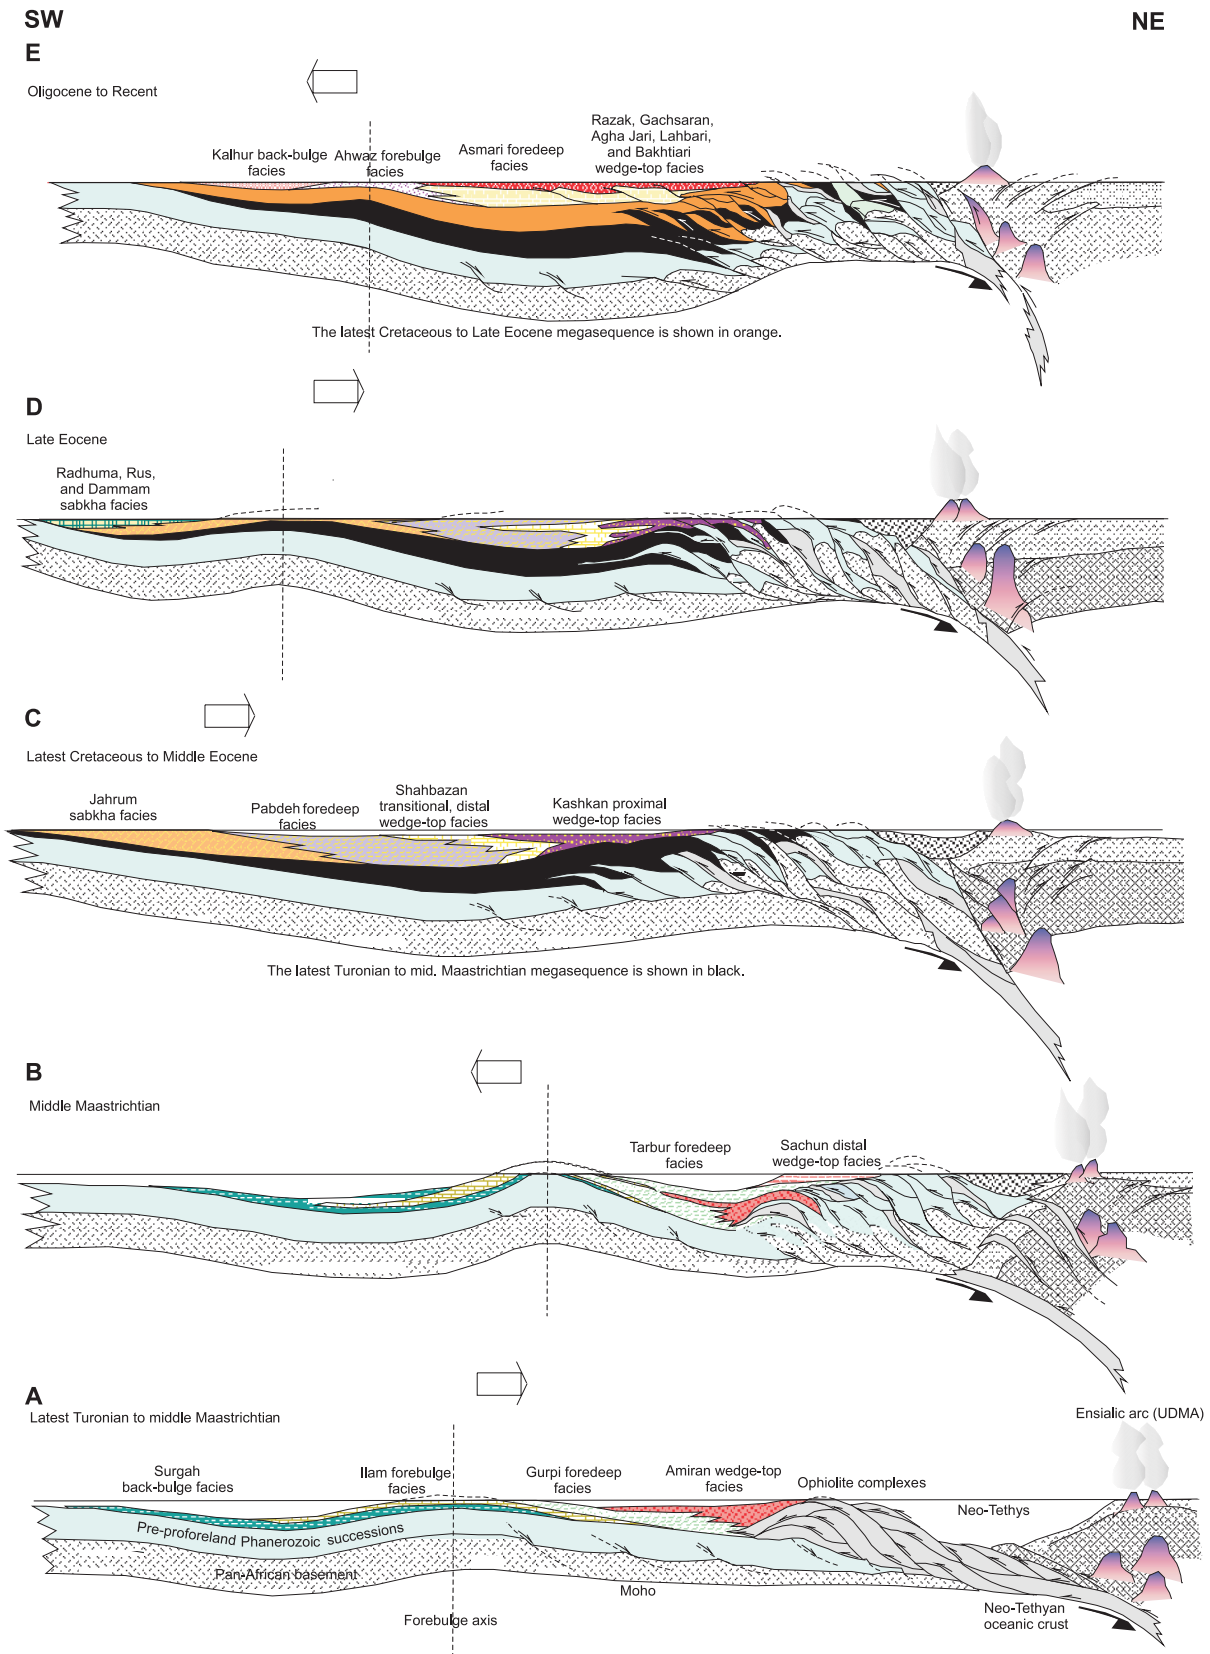 SW
NE
E
Oligocene to Recent
Kalhur back-bulge
facies
Ahwaz forebulge
facies
Asmari foredeep
facies
Razak, Gachsaran,
Agha Jari, Lahbari,
and Bakhtiari
wedge-top facies
The latest Cretaceous to Late Eocene megasequence is shown in orange.
D
Late Eocene
Radhuma, Rus,
and Dammam
sabkha facies
C
Latest Cretaceous to Middle Eocene
Jahrum
sabkha facies
Pabdeh foredeep
facies
Shahbazan
transitional, distal
wedge-top facies
Kashkan proximal
wedge-top facies
The latest Turonian to mid. Maastrichtian megasequence is shown in black.
B
Middle Maastrichtian
Tarbur foredeep
facies
Sachun distal
wedge-top facies
A
Latest Turonian to middle Maastrichtian
Ensialic arc (UDMA)
Surgah
back-bulge facies
Ilam forebulge
facies
Gurpi foredeep
facies
Amiran wedge-top
facies
Ophiolite complexes
Neo-Tethys
Pre-proforeland Phanerozoic successions
Pan-African basement
Moho
Forebulge axis
Neo-Tethyan
oceanic crust